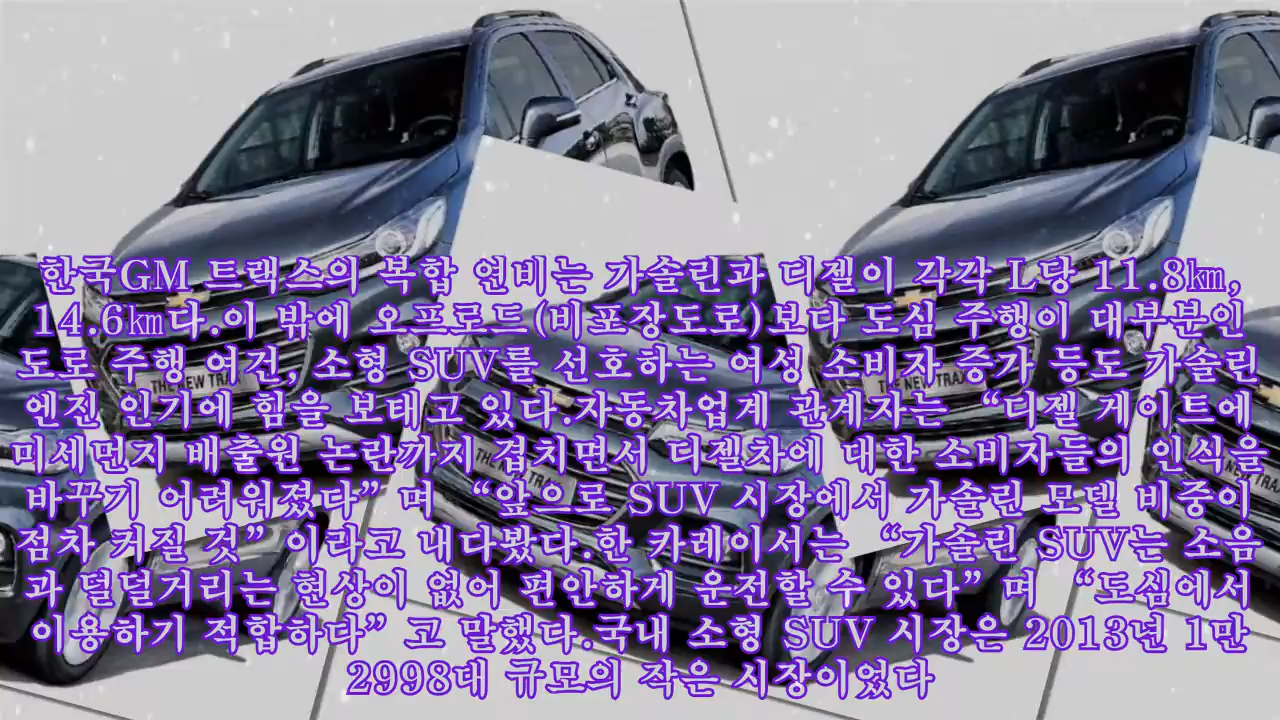 한국GM 트랙스의 복합 연비는 가솔린과 디젤이 각각 L당 11.8㎞,
14.6㎞다.이 밖에 오프로드(비포장도로)보다 도심 주행이 대부분인
도로 주행 여건, 소형 SUV를 선호하는 여성 소비자 증가 등도 가솔린
엔진 인기에 힘을 보태고 있다.자동차업계 관계자는 “디젤 게이트에
미세먼지 배출원 논란까지 겹치면서 디젤차에 대한 소비자들의 인식을
바꾸기 어려워졌다” 며 “앞으로 SUV 시장에서 가솔린 모델 비중이
점차 커질 것” 이라고 내다봤다.한 카레이서는 “가솔린 SUV는 소음
과 덜덜거리는 현상이 없어 편안하게 운전할 수 있다” 며 “도심에서
이용하기 적합하다” 고 말했다.국내 소형 SUV 시장은 2013년 1만
2998대 규모의 작은 시장이었다
THE NEW TRAX
THE NEW TRAX
THE NEW